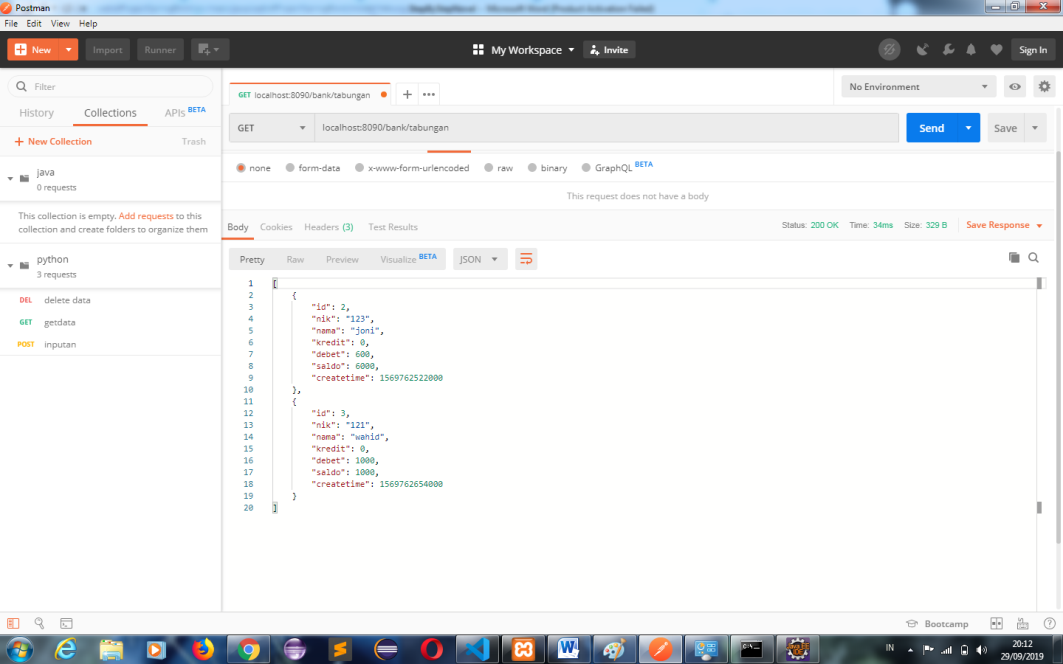 Postman
File Edit View Help
New Import Runner My Workspace Invite Sign In
Filter
History Collections APIs BETA
New Collection Trash
java
0 requests
This collection is empty. Add requests to this
collection and create folders to organize them
python
3 requests
DEL delete data
GET getdata
POST inputan
GET localhost:8090/bank/tabungan
No Environment
GET localhost:8090/bank/tabungan Send Save
none form-data x-www-form-urlencoded raw binary GraphQL BETA
This request does not have a body
Body Cookies Headers (3) Test Results Status: 200 OK Time: 34ms Size: 329 B Save Response
Pretty Raw Preview Visualize BETA JSON
1 [
2 {
3 "id": 2,
4 "nik": "123",
5 "nama": "joni",
6 "kredit": 0,
7 "debet": 600,
8 "saldo": 6000,
9 "createtime": 1569762522000
10 },
11 {
12 "id": 3,
13 "nik": "121",
14 "nama": "wahid",
15 "kredit": 0,
16 "debet": 1000,
17 "saldo": 1000,
18 "createtime": 1569762654000
19 }
20 ]
Bootcamp
IN 20:12
29/09/2019